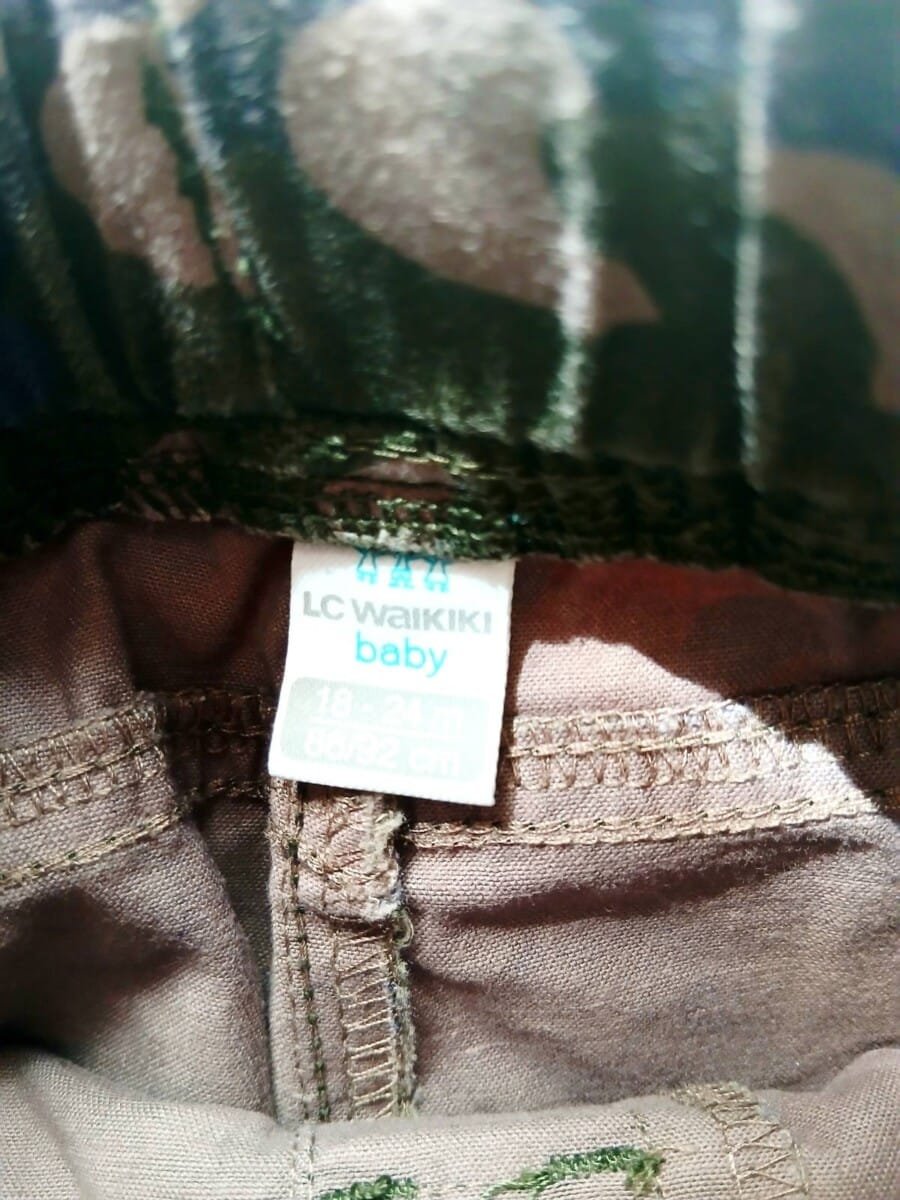 LC WAIKIKI
baby
18 - 24 m
86/92 cm